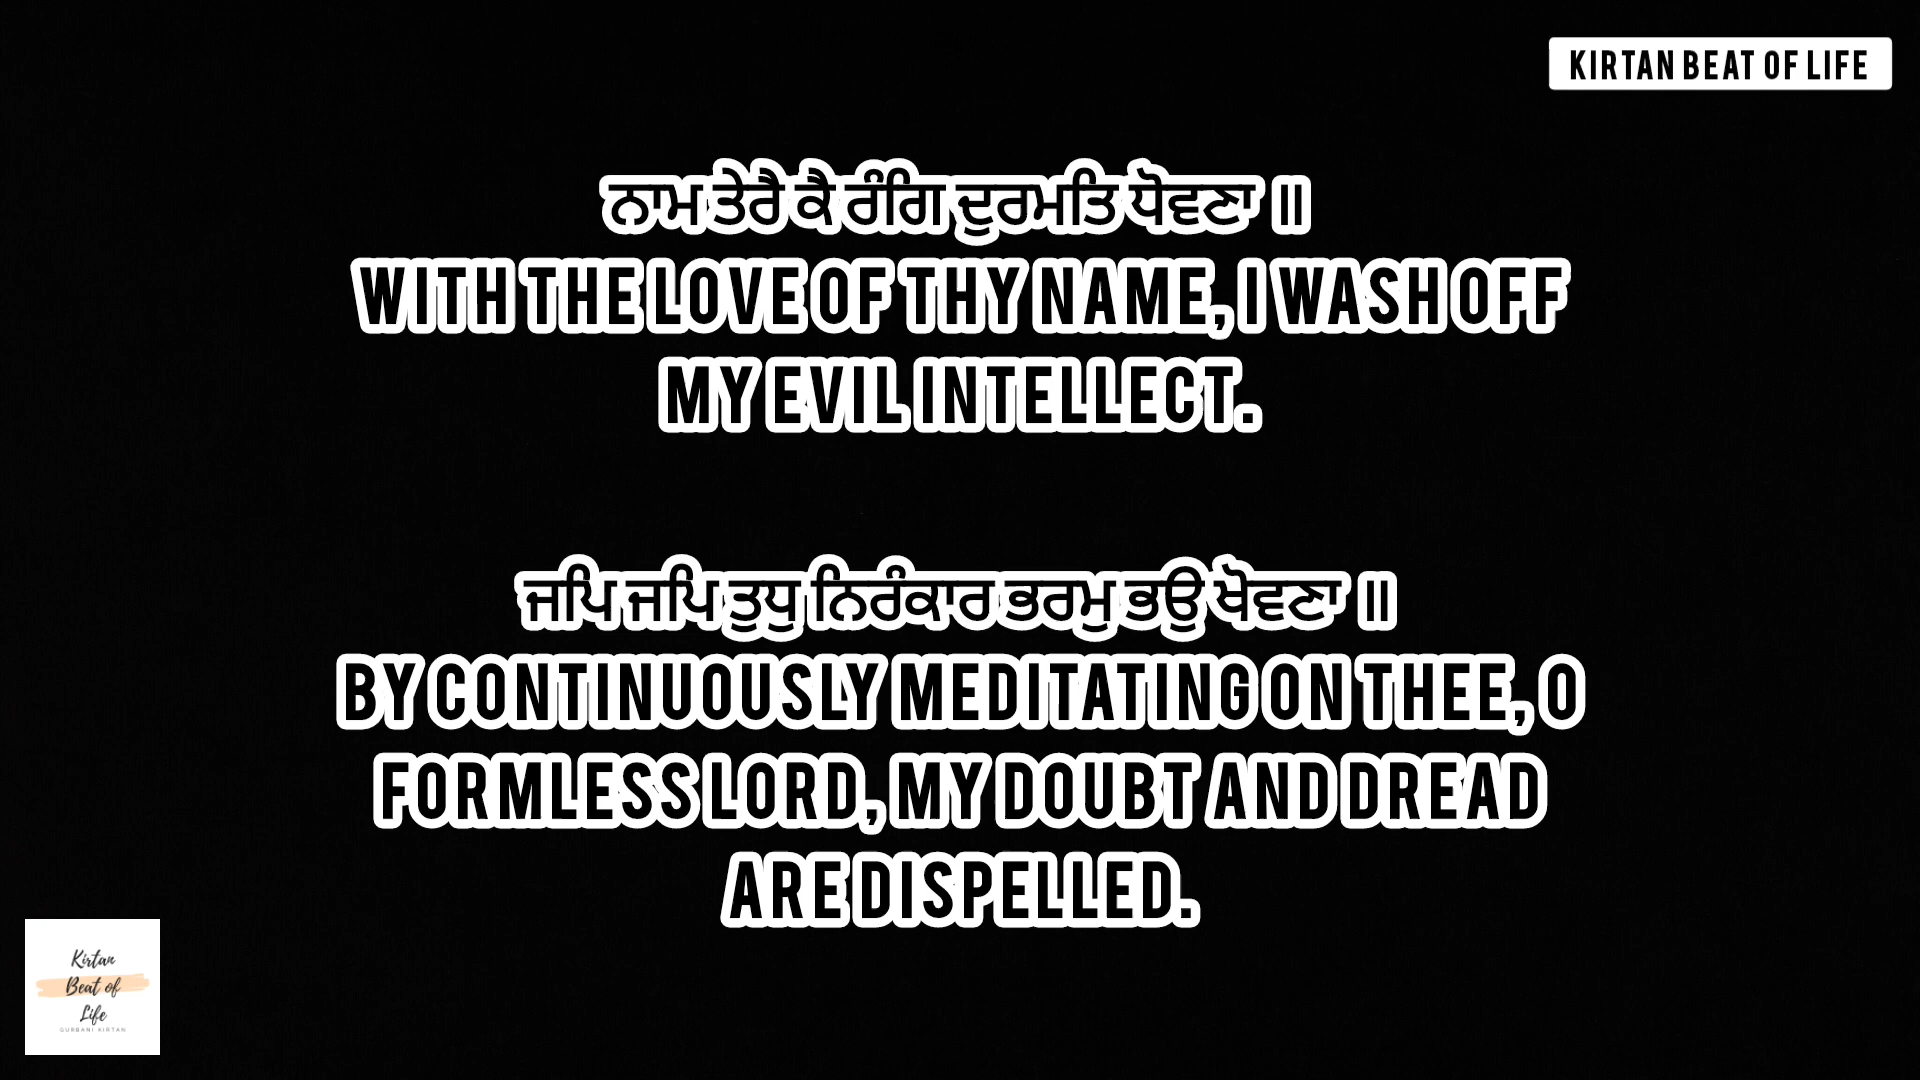 KIRTAN BEAT OF LIFE
ਨਾਮ ਤੇਰੈ ਕੈ ਰੰਗਿ ਦੁਰਮਤਿ ਧੋਵਣਾ ॥
WITH THE LOVE OF THY NAME, I WASH OFF
MY EVIL INTELLECT.
ਜਪਿ ਜਪਿ ਤੁਧੁ ਨਿਰੰਕਾਰ ਭਰਮੁ ਭਉ ਖੋਵਣਾ ॥
BY CONTINUOUSLY MEDITATING ON THEE, O
FORMLESS LORD, MY DOUBT AND DREAD
ARE DISPELLED.
Kirtan
Beat of
Life
GURBANI KIRTAN